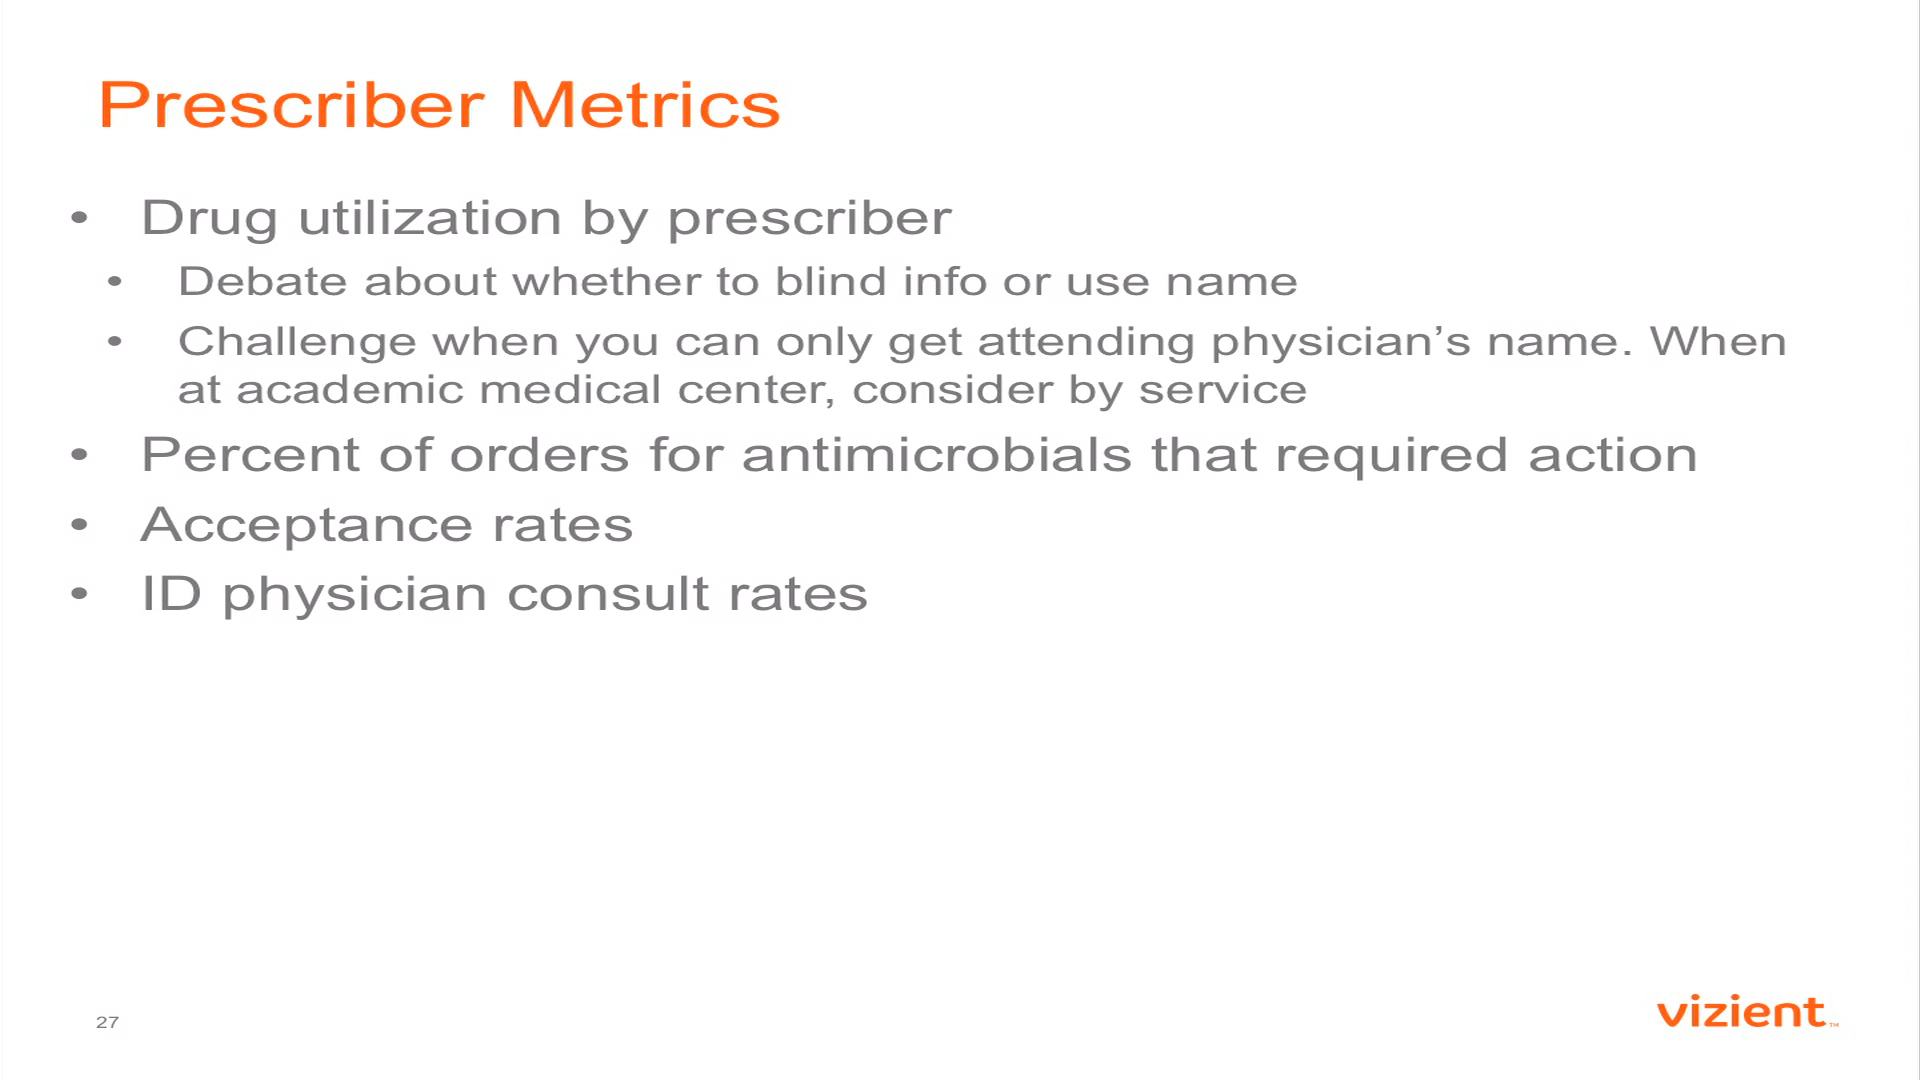 Prescriber Metrics
• Drug utilization by prescriber
• Debate about whether to blind info or use name
• Challenge when you can only get attending physician’s name. When
at academic medical center, consider by service
• Percent of orders for antimicrobials that required action
• Acceptance rates
• ID physician consult rates
27
vizient™